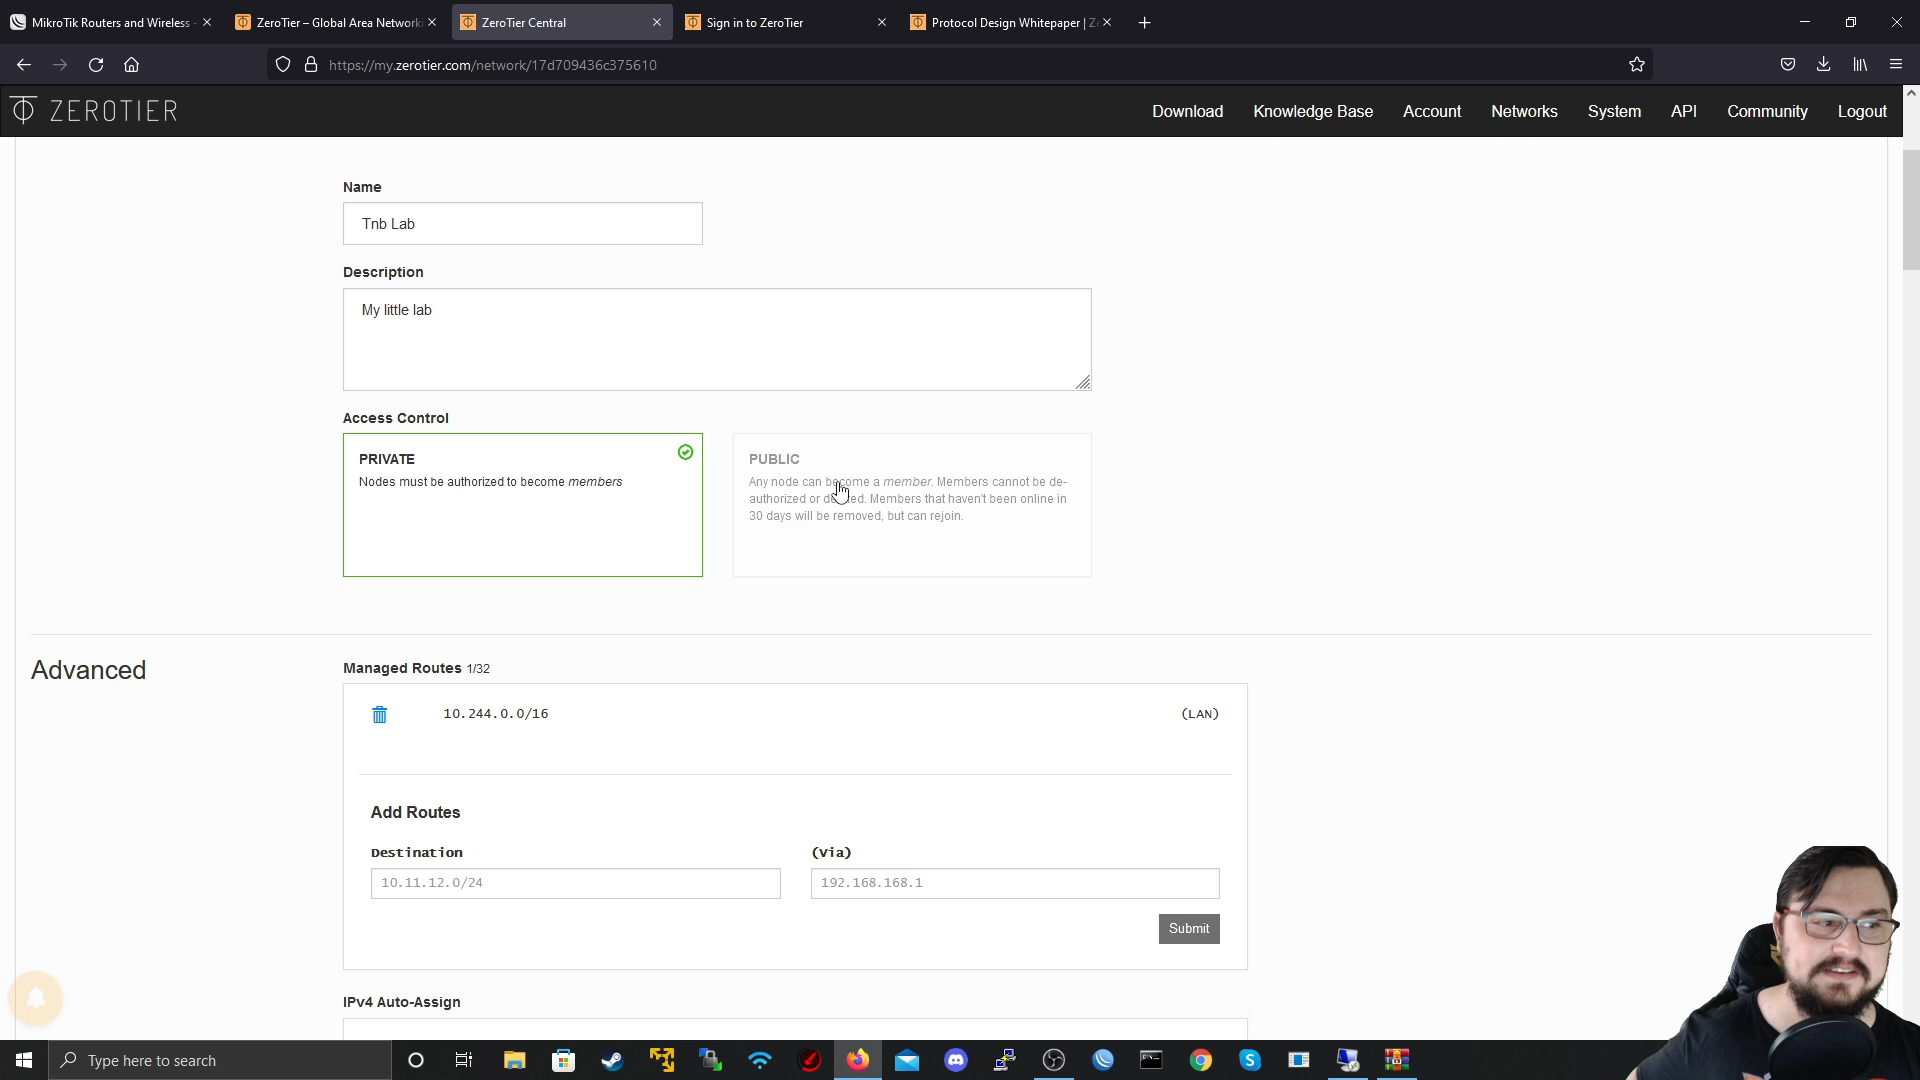 MikroTik Routers and Wireless -
ZeroTier – Global Area Network
ZeroTier Central
Sign in to ZeroTier
Protocol Design Whitepaper | Ze
https://my.zerotier.com/network/17d709436c375610
ZEROTIER
Download
Knowledge Base
Account
Networks
System
API
Community
Logout
Name
Tnb Lab
Description
My little lab
Access Control
PRIVATE
Nodes must be authorized to become members
PUBLIC
Any node can become a member. Members cannot be de-
authorized or deleted. Members that haven't been online in
30 days will be removed, but can rejoin.
Advanced
Managed Routes 1/32
10.244.0.0/16
(LAN)
Add Routes
Destination
(Via)
10.11.12.0/24
192.168.168.1
Submit
IPv4 Auto-Assign
Type here to search